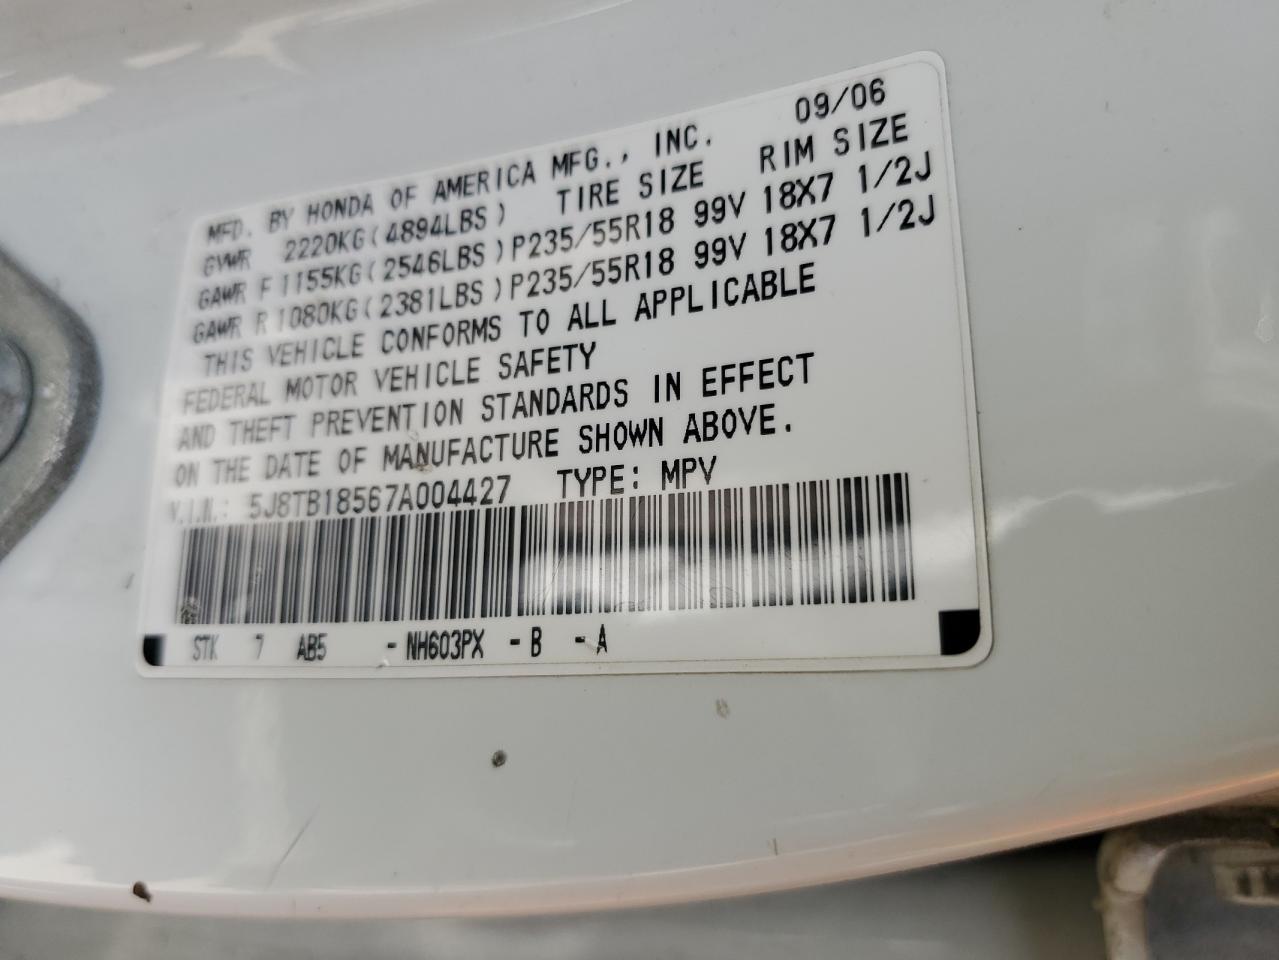 MFD. BY HONDA OF AMERICA MFG., INC. 09/06
GVWR 2220KG(4894LBS) TIRE SIZE RIM SIZE
GAWR F 1155KG(2546LBS)P235/55R18 99V 18X7 1/2J
GAWR R 1080KG(2381LBS)P235/55R18 99V 18X7 1/2J
THIS VEHICLE CONFORMS TO ALL APPLICABLE
FEDERAL MOTOR VEHICLE SAFETY
AND THEFT PREVENTION STANDARDS IN EFFECT
ON THE DATE OF MANUFACTURE SHOWN ABOVE.
V.I.N.: 5J8TB18567A004427 TYPE: MPV
STK 7 AB5 -NH603PX -B -A